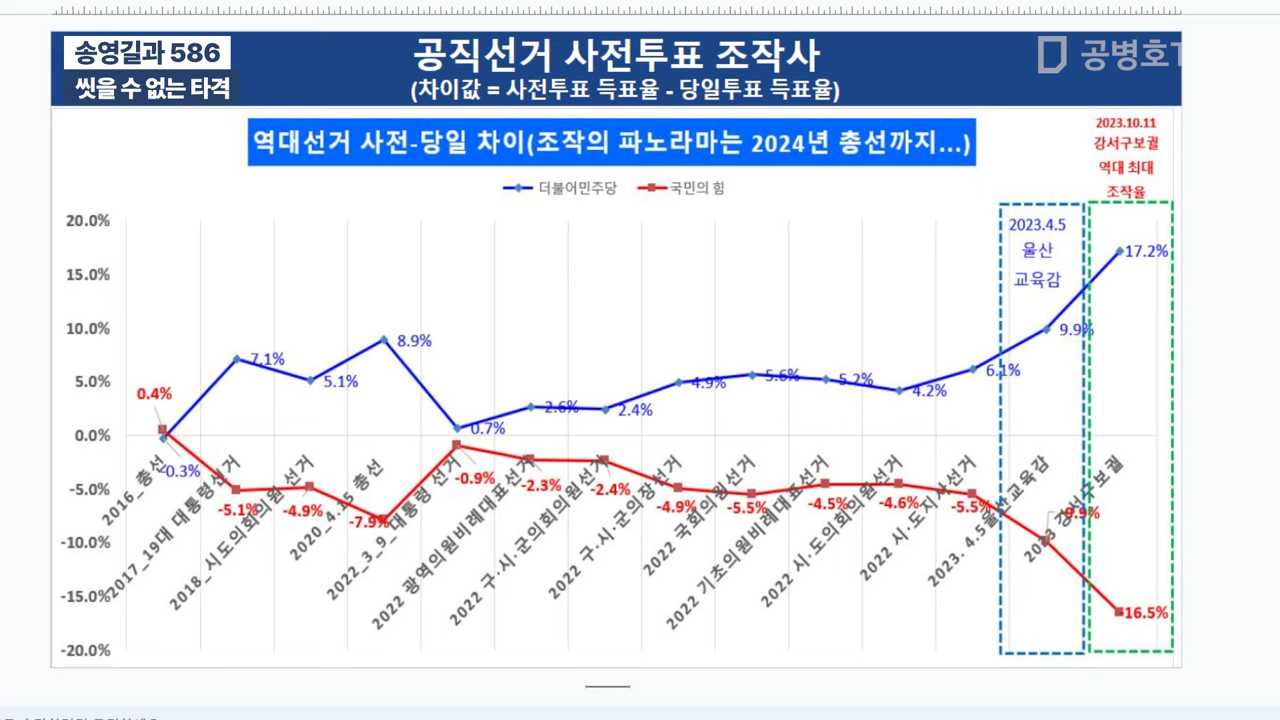 송영길과 586
씻을 수 없는 타격
공직선거 사전투표 조작사
(차이값 = 사전투표 득표율 - 당일투표 득표율)
공병호T
역대선거 사전-당일 차이(조작의 파노라마는 2024년 총선까지...)
2023.10.11
강서구보궐
역대 최대
조작율
더불어민주당
국민의 힘
2023.4.5
울산
교육감
20.0%
15.0%
10.0%
5.0%
0.0%
-5.0%
-10.0%
-15.0%
-20.0%
-0.3%
7.1%
5.1%
8.9%
0.7%
2.6%
2.4%
4.9%
5.6%
5.2%
4.2%
6.1%
9.9%
17.2%
0.4%
-5.1%
-4.9%
-7.9%
-0.9%
-2.3%
-2.4%
-4.9%
-5.5%
-4.5%
-4.6%
-5.5%
-9.9%
-16.5%
2016_총선
2017_19대 대통령선거
2018_시도의회의원 선거
2020_4.15 총선
2022_3_9_대통령 선거
2022 광역의원비례대표선거
2022 구·시·군의회의원선거
2022 구·시·군의장선거
2022 국회의원선거
2022 기초의원비례대표선거
2022 시·도의회의원선거
2022 시·도지사선거
2023. 4.5울산교육감
2023 강서구보궐